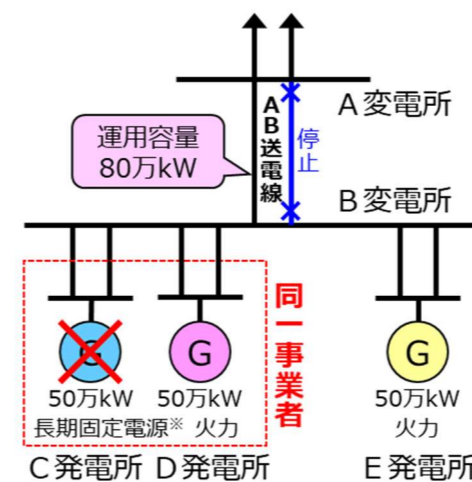 A変電所
運用容量
80万kW
AB送電線
停止
B変電所
同一事業者
G
G
G
50万kW
50万kW
50万kW
長期固定電源※
火力
火力
C発電所
D発電所
E発電所